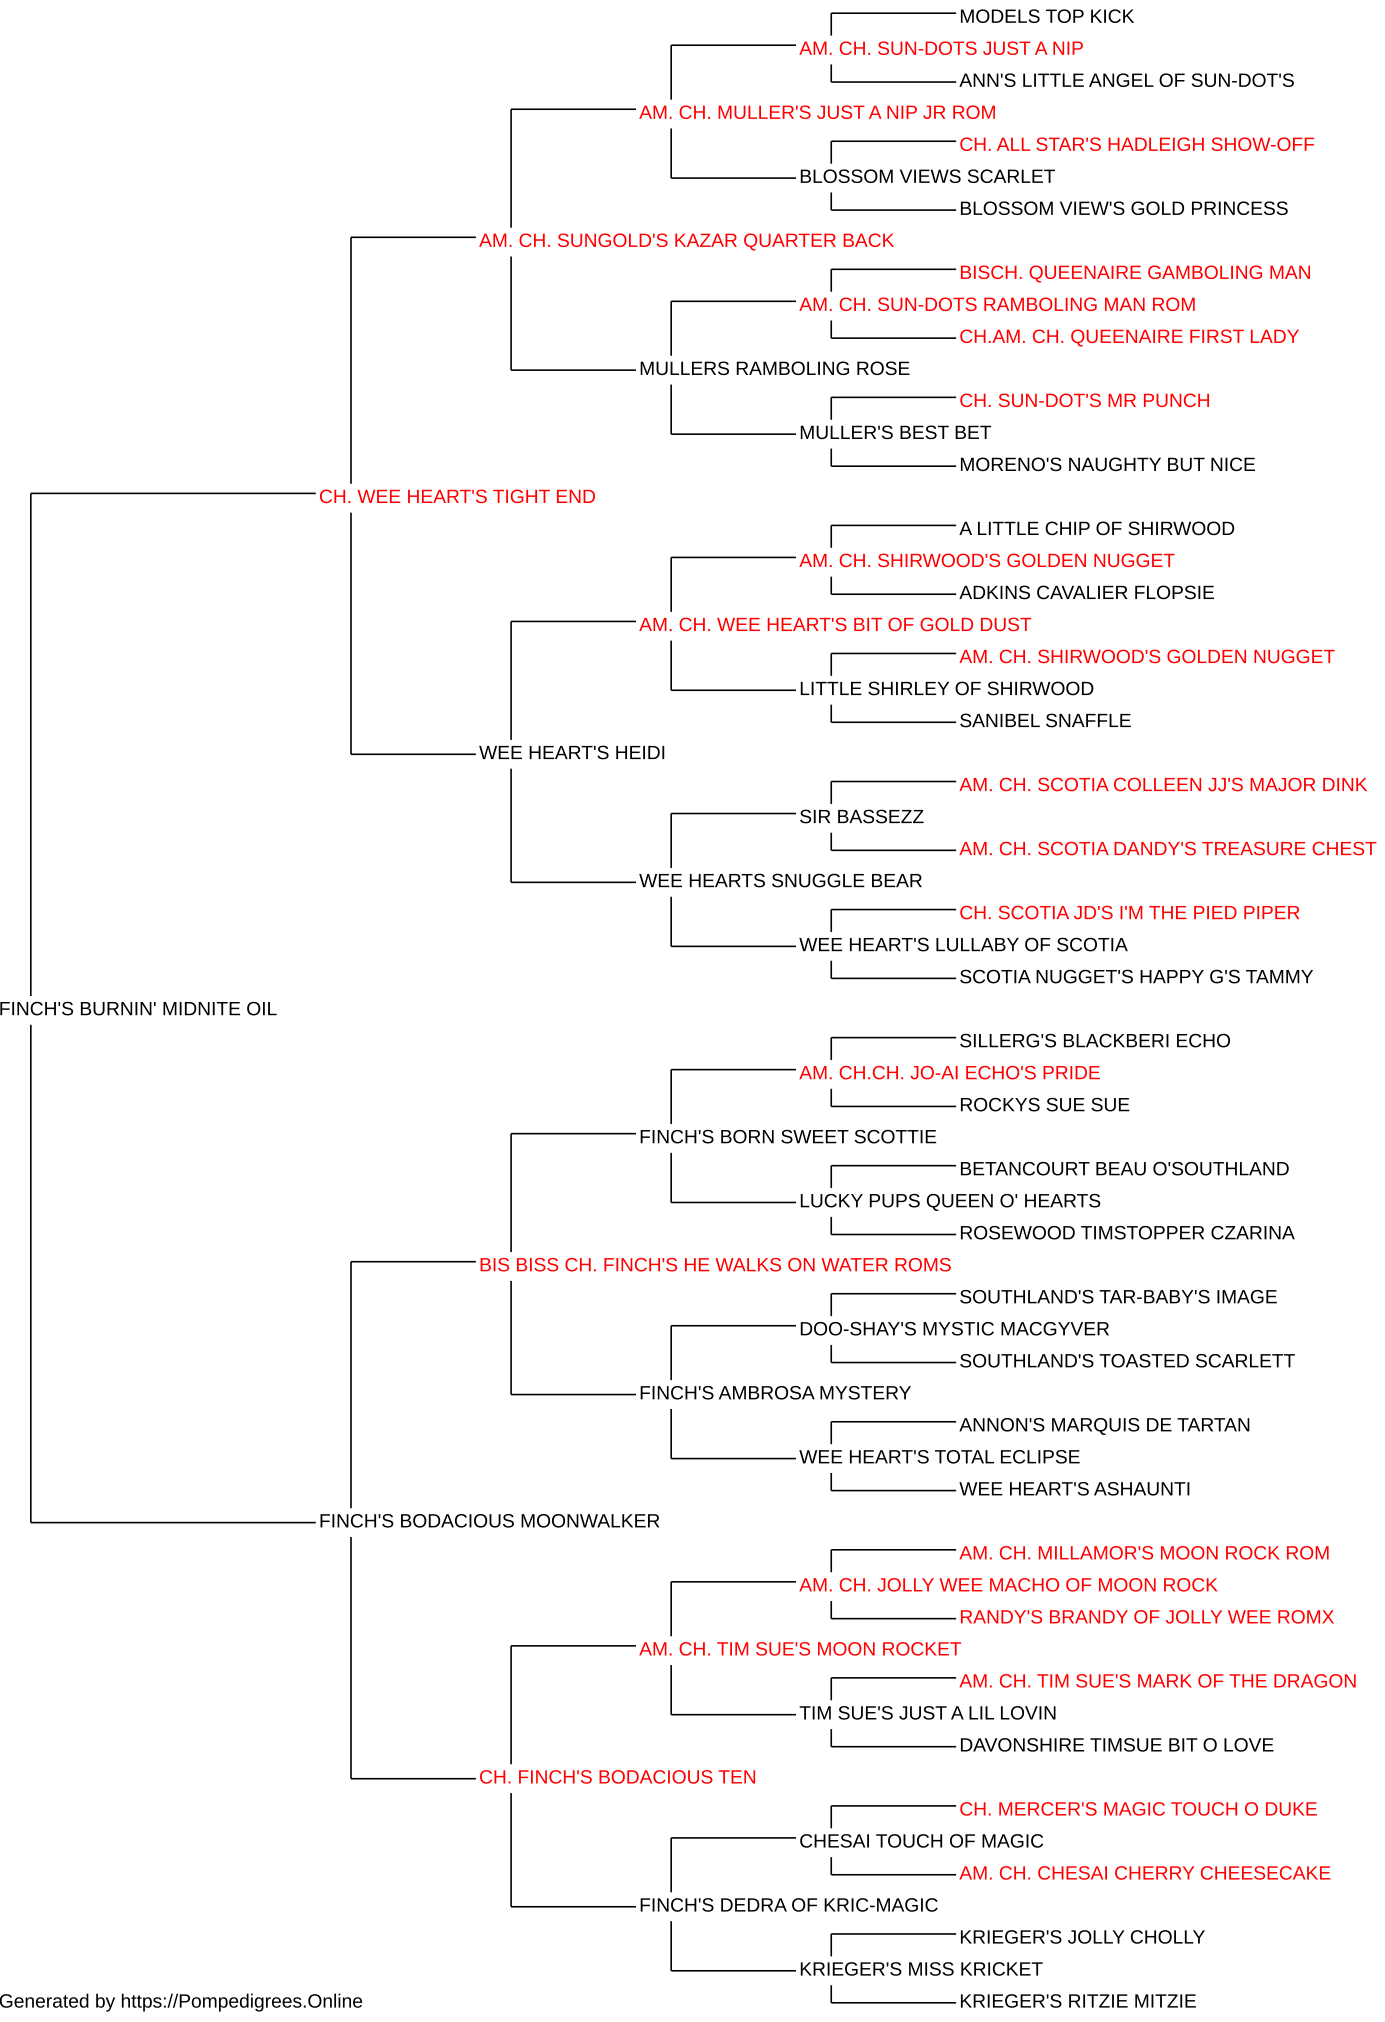 MODELS TOP KICK
AM. CH. SUN-DOTS JUST A NIP
ANN'S LITTLE ANGEL OF SUN-DOT'S
AM. CH. MULLER'S JUST A NIP JR ROM
CH. ALL STAR'S HADLEIGH SHOW-OFF
BLOSSOM VIEWS SCARLET
BLOSSOM VIEW'S GOLD PRINCESS
AM. CH. SUNGOLD'S KAZAR QUARTER BACK
BISCH. QUEENAIRE GAMBOLING MAN
AM. CH. SUN-DOTS RAMBOLING MAN ROM
CH.AM. CH. QUEENAIRE FIRST LADY
MULLERS RAMBOLING ROSE
CH. SUN-DOT'S MR PUNCH
MULLER'S BEST BET
MORENO'S NAUGHTY BUT NICE
CH. WEE HEART'S TIGHT END
A LITTLE CHIP OF SHIRWOOD
AM. CH. SHIRWOOD'S GOLDEN NUGGET
ADKINS CAVALIER FLOPSIE
AM. CH. WEE HEART'S BIT OF GOLD DUST
AM. CH. SHIRWOOD'S GOLDEN NUGGET
LITTLE SHIRLEY OF SHIRWOOD
SANIBEL SNAFFLE
WEE HEART'S HEIDI
AM. CH. SCOTIA COLLEEN JJ'S MAJOR DINK
SIR BASSEZZ
AM. CH. SCOTIA DANDY'S TREASURE CHEST
WEE HEARTS SNUGGLE BEAR
CH. SCOTIA JD'S I'M THE PIED PIPER
WEE HEART'S LULLABY OF SCOTIA
SCOTIA NUGGET'S HAPPY G'S TAMMY
FINCH'S BURNIN' MIDNITE OIL
SILLERG'S BLACKBERI ECHO
AM. CH.CH. JO-AI ECHO'S PRIDE
ROCKYS SUE SUE
FINCH'S BORN SWEET SCOTTIE
BETANCOURT BEAU O'SOUTHLAND
LUCKY PUPS QUEEN O' HEARTS
ROSEWOOD TIMSTOPPER CZARINA
BIS BISS CH. FINCH'S HE WALKS ON WATER ROMS
SOUTHLAND'S TAR-BABY'S IMAGE
DOO-SHAY'S MYSTIC MACGYVER
SOUTHLAND'S TOASTED SCARLETT
FINCH'S AMBROSA MYSTERY
ANNON'S MARQUIS DE TARTAN
WEE HEART'S TOTAL ECLIPSE
WEE HEART'S ASHAUNTI
FINCH'S BODACIOUS MOONWALKER
AM. CH. MILLAMOR'S MOON ROCK ROM
AM. CH. JOLLY WEE MACHO OF MOON ROCK
RANDY'S BRANDY OF JOLLY WEE ROMX
AM. CH. TIM SUE'S MOON ROCKET
AM. CH. TIM SUE'S MARK OF THE DRAGON
TIM SUE'S JUST A LIL LOVIN
DAVONSHIRE TIMSUE BIT O LOVE
CH. FINCH'S BODACIOUS TEN
CH. MERCER'S MAGIC TOUCH O DUKE
CHESAI TOUCH OF MAGIC
AM. CH. CHESAI CHERRY CHEESECAKE
FINCH'S DEDRA OF KRIC-MAGIC
KRIEGER'S JOLLY CHOLLY
KRIEGER'S MISS KRICKET
KRIEGER'S RITZIE MITZIE
Generated by https://Pompedigrees.Online